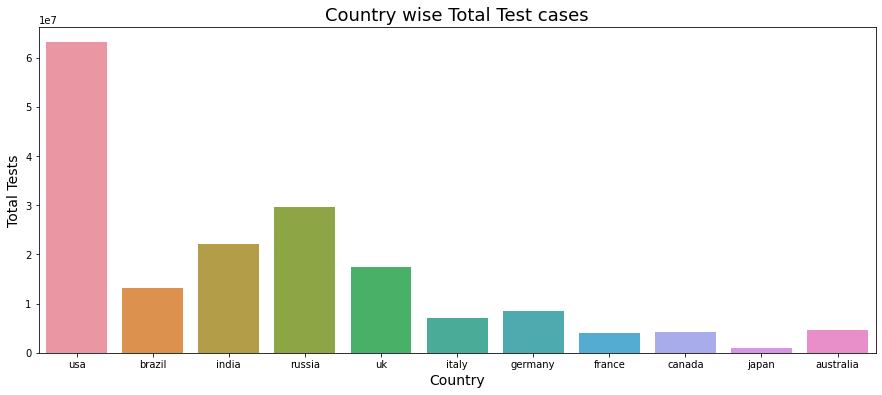 Country wise Total Test cases
1e7
6
5
4
3
2
1
0
Total Tests
usa brazil india russia uk italy germany france canada japan australia
Country